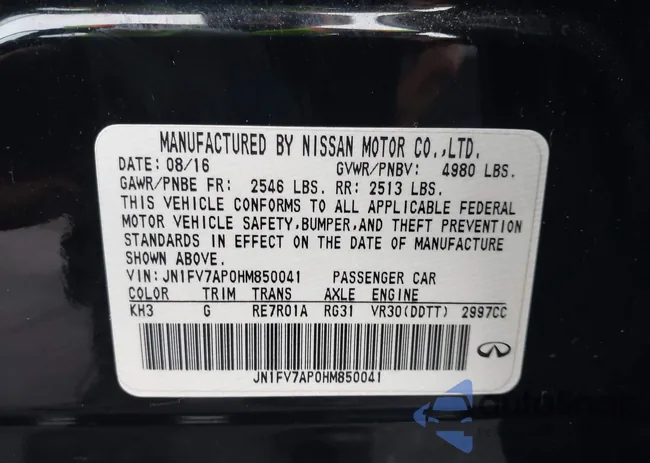 MANUFACTURED BY NISSAN MOTOR CO.,LTD.
DATE: 08/16 GVWR/PNBV: 4980 LBS.
GAWR/PNBE FR: 2546 LBS. RR: 2513 LBS.
THIS VEHICLE CONFORMS TO ALL APPLICABLE FEDERAL
MOTOR VEHICLE SAFETY,BUMPER,AND THEFT PREVENTION
STANDARDS IN EFFECT ON THE DATE OF MANUFACTURE
SHOWN ABOVE.
VIN: JN1FV7AP0HM850041 PASSENGER CAR
COLOR TRIM TRANS AXLE ENGINE
KH3 G RE7R01A RG31 VR30(DDTT) 2997CC
JN1FV7AP0HM850041